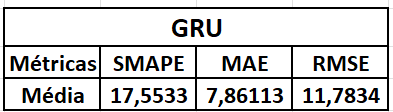 GRU
Métricas SMAPE MAE RMSE
Média 17,5533 7,86113 11,7834